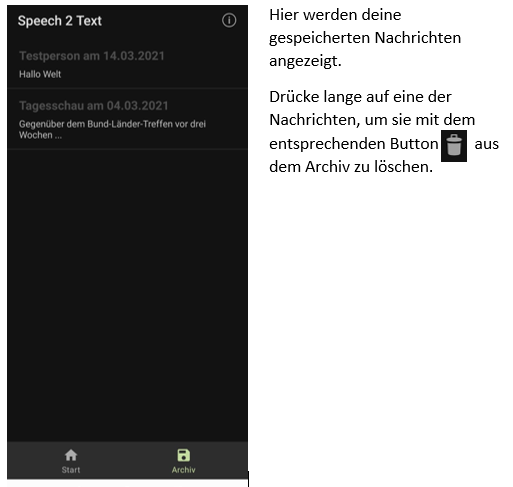 Speech 2 Text
Testperson am 14.03.2021
Hallo Welt
Tagesschau am 04.03.2021
Gegenüber dem Bund-Länder-Treffen vor drei
Wochen ...
Start
Archiv
Hier werden deine
gespeicherten Nachrichten
angezeigt.
Drücke lange auf eine der
Nachrichten, um sie mit dem
entsprechenden Button aus
dem Archiv zu löschen.